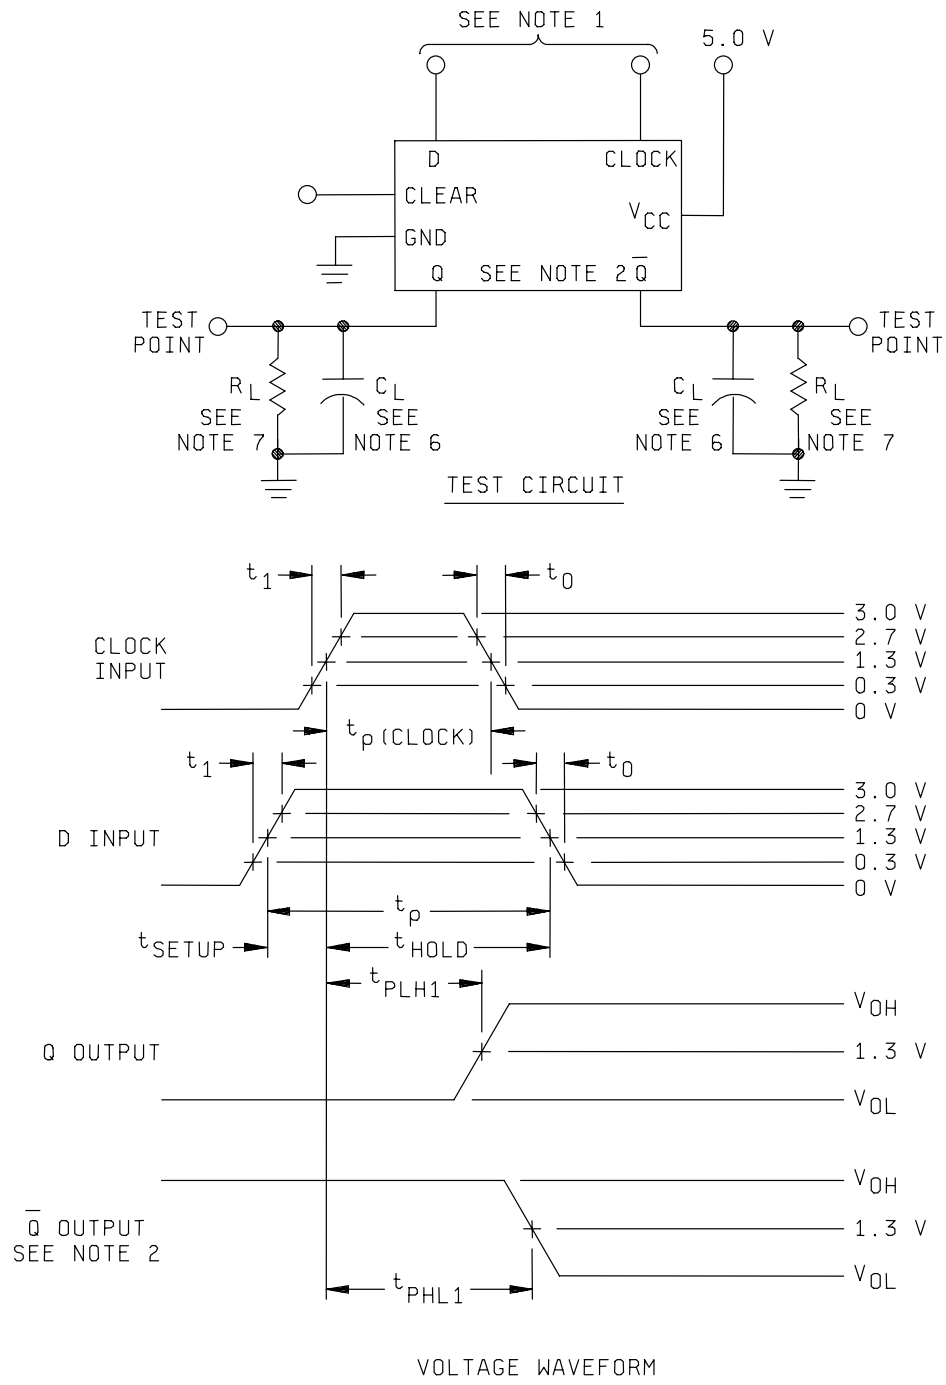 SEE NOTE 1
5.0 V
D
CLOCK
CLEAR
VCC
GND
Q
SEE NOTE 2
Q̅
TEST
POINT
TEST
POINT
RL
SEE
NOTE 7
CL
SEE
NOTE 6
CL
SEE
NOTE 6
RL
SEE
NOTE 7
TEST CIRCUIT
t1
t0
CLOCK
INPUT
3.0 V
2.7 V
1.3 V
0.3 V
0 V
tp(CLOCK)
t1
t0
D INPUT
3.0 V
2.7 V
1.3 V
0.3 V
0 V
tp
tSETUP
tHOLD
tPLH1
Q OUTPUT
VOH
1.3 V
VOL
Q̅ OUTPUT
SEE NOTE 2
VOH
1.3 V
VOL
tPHL1
VOLTAGE WAVEFORM